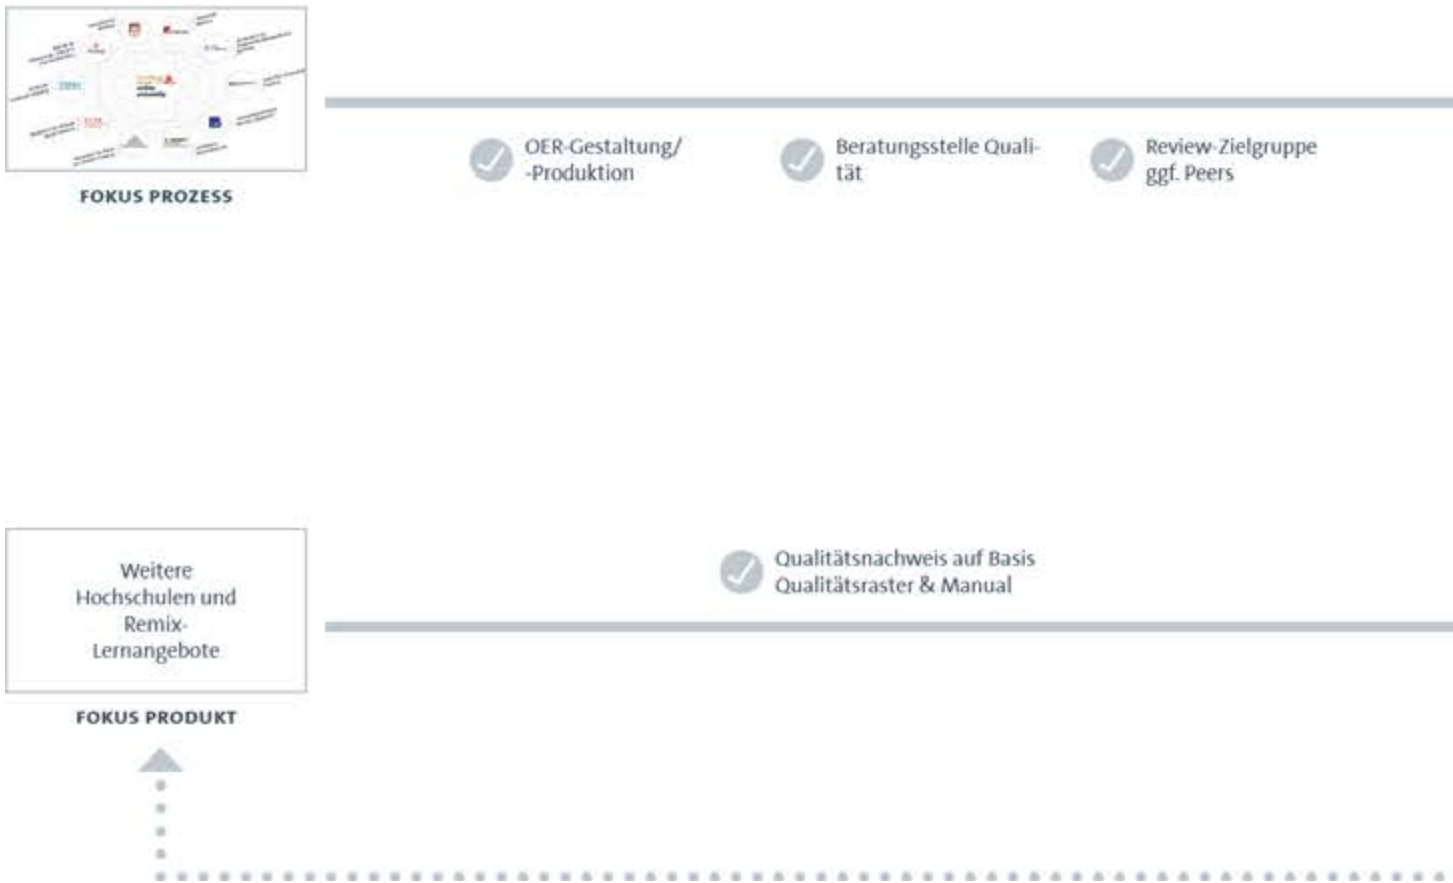 OER-Gestaltung/
-Produktion
Beratungsstelle Quali-
tät
Review-Zielgruppe
ggf. Peers
FOKUS PROZESS
Qualitätsnachweis auf Basis
Qualitätsraster & Manual
Weitere
Hochschulen und
Remix-
Lernangebote
FOKUS PRODUKT